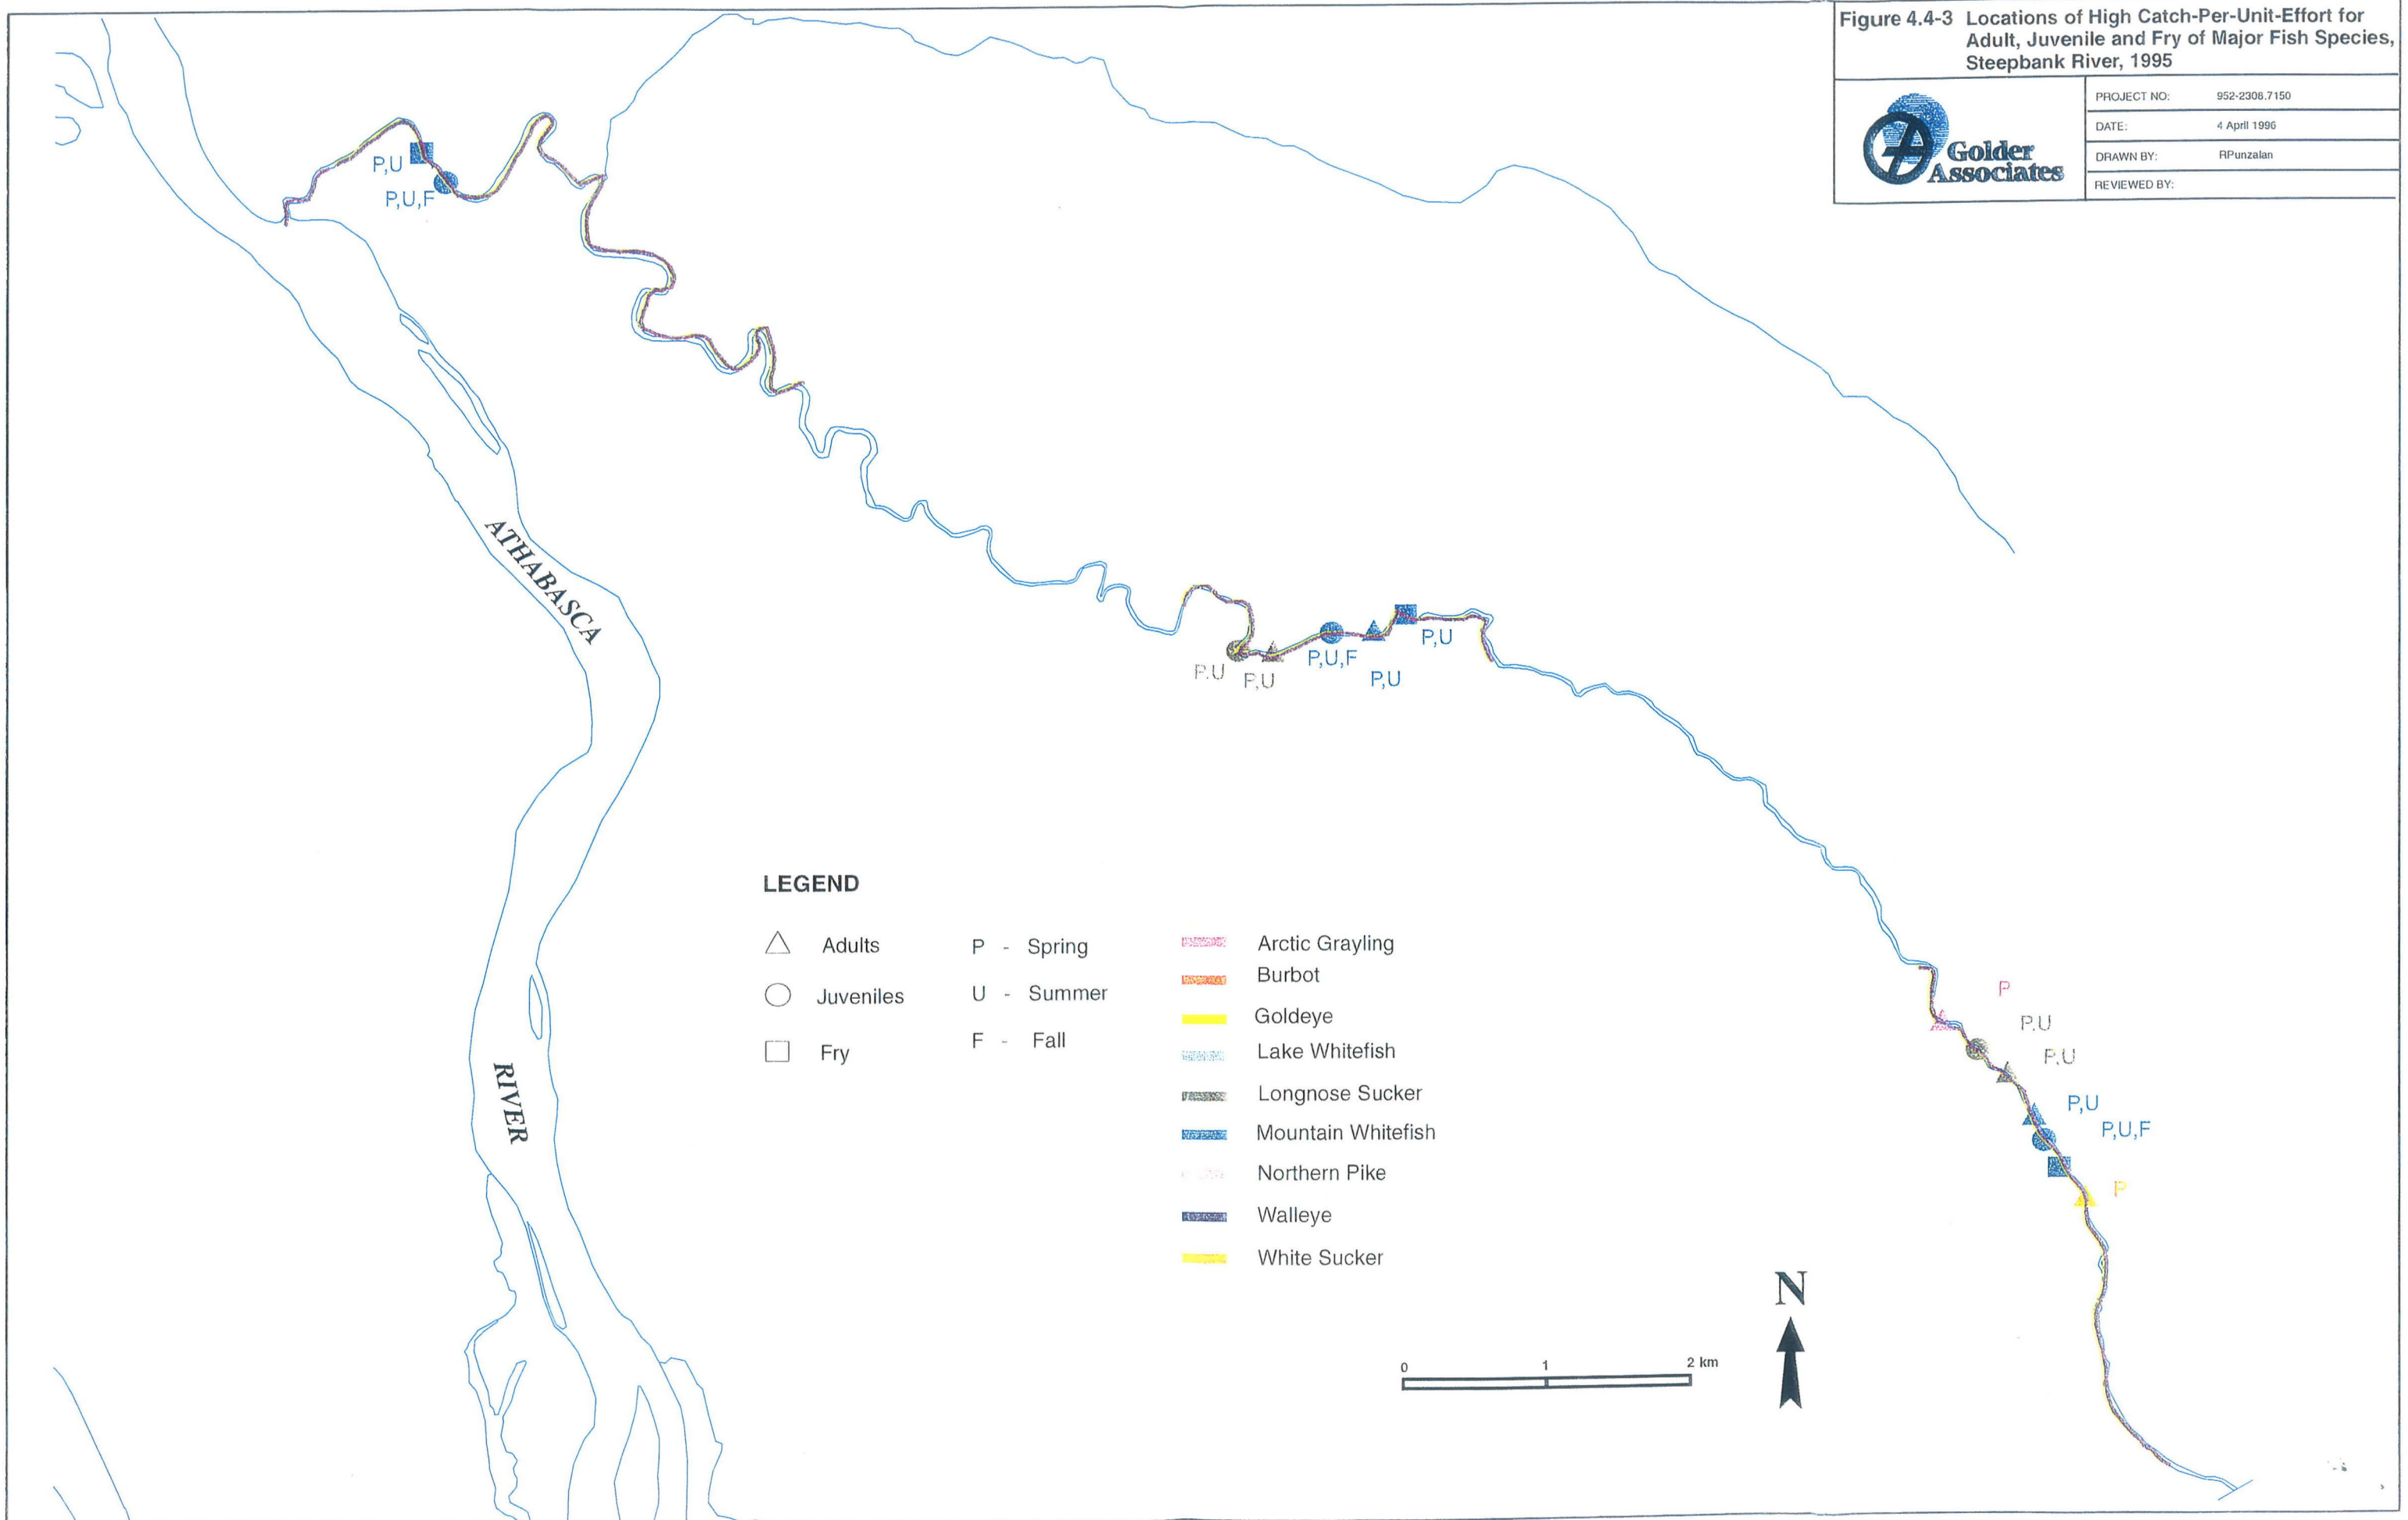 Figure 4.4-3 Locations of High Catch-Per-Unit-Effort for
Adult, Juvenile and Fry of Major Fish Species,
Steepbank River, 1995
Golder
Associates
PROJECT NO: 952-2308.7150
DATE: 4 April 1996
DRAWN BY: RPunzalan
REVIEWED BY:
P,U
P,U,F
ATHABASCA
P,U
P,U
P,U,F
P,U
P,U
RIVER
LEGEND
Adults
Juveniles
Fry
P - Spring
U - Summer
F - Fall
Arctic Grayling
Burbot
Goldeye
Lake Whitefish
Longnose Sucker
Mountain Whitefish
Northern Pike
Walleye
White Sucker
P
P,U
P,U
P,U
P,U,F
P
N
0 1 2 km